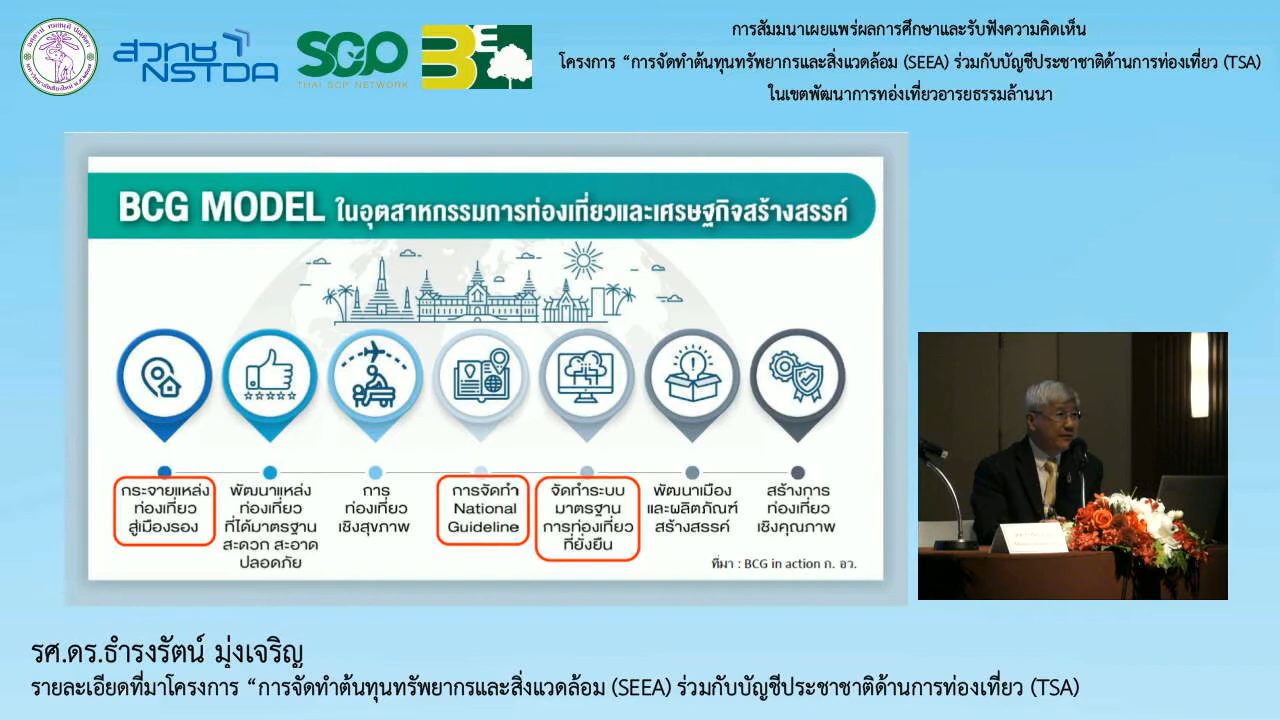 สวทช
NSTDA
SCP
THAI SCP NETWORK
B
E
การสัมมนาเผยแพร่ผลการศึกษาและรับฟังความคิดเห็น
โครงการ “การจัดทำต้นทุนทรัพยากรและสิ่งแวดล้อม (SEEA) ร่วมกับบัญชีประชาชาติด้านการท่องเที่ยว (TSA)
ในเขตพัฒนาการทอ่งเที่ยวอารยธรรมล้านนา
BCG MODEL ในอุตสาหกรรมการท่องเที่ยวและเศรษฐกิจสร้างสรรค์
กระจายแหล่ง
ท่องเที่ยว
สู่เมืองรอง
พัฒนาแหล่ง
ท่องเที่ยว
ที่ได้มาตรฐาน
สะดวก สะอาด
ปลอดภัย
การ
ท่องเที่ยว
เชิงสุขภาพ
การจัดทำ
National
Guideline
จัดทำระบบ
มาตรฐาน
การท่องเที่ยว
ที่ยั่งยืน
พัฒนาเมือง
และผลิตภัณฑ์
สร้างสรรค์
สร้างการ
ท่องเที่ยว
เชิงคุณภาพ
ที่มา : BCG in action ก. อว.
รศ.ดร.ธำรงรัตน์ มุ่งเจริญ
รายละเอียดที่มาโครงการ “การจัดทำต้นทุนทรัพยากรและสิ่งแวดล้อม (SEEA) ร่วมกับบัญชีประชาชาติด้านการท่องเที่ยว (TSA)